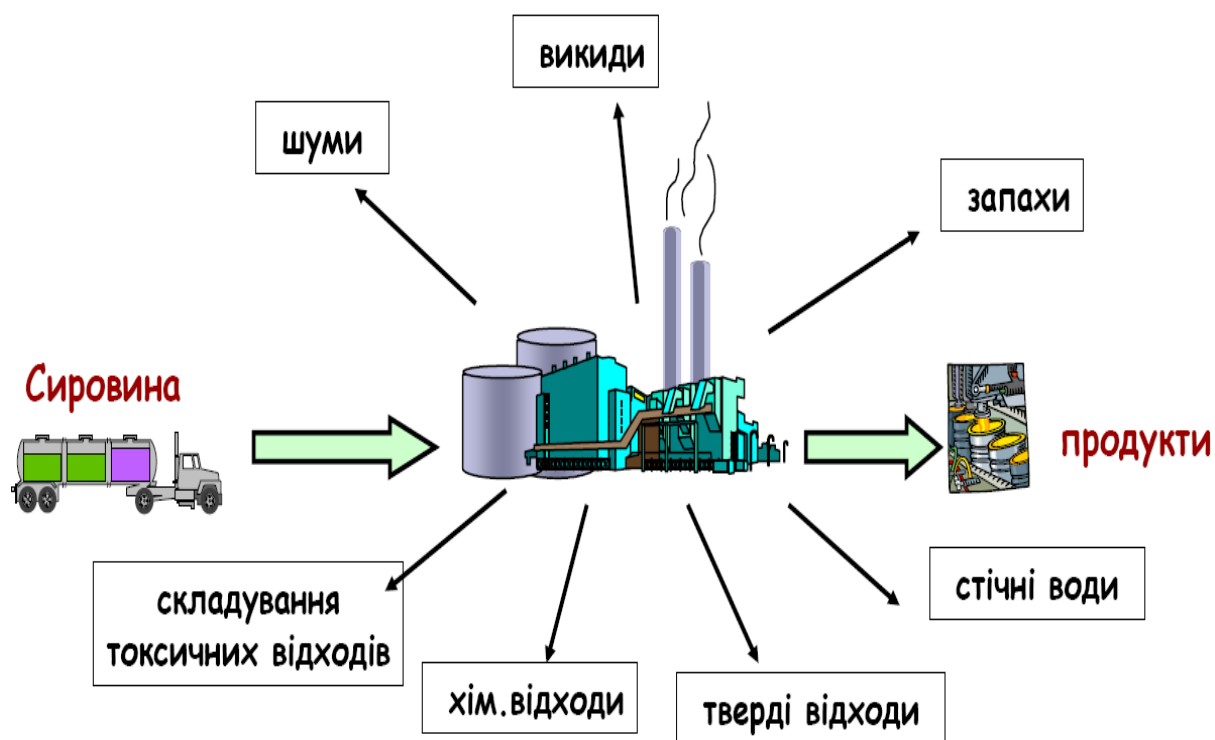 викиди
шуми
запахи
Сировина
продукти
складування
токсичних відходів
хім.відходи
тверді відходи
стічні води